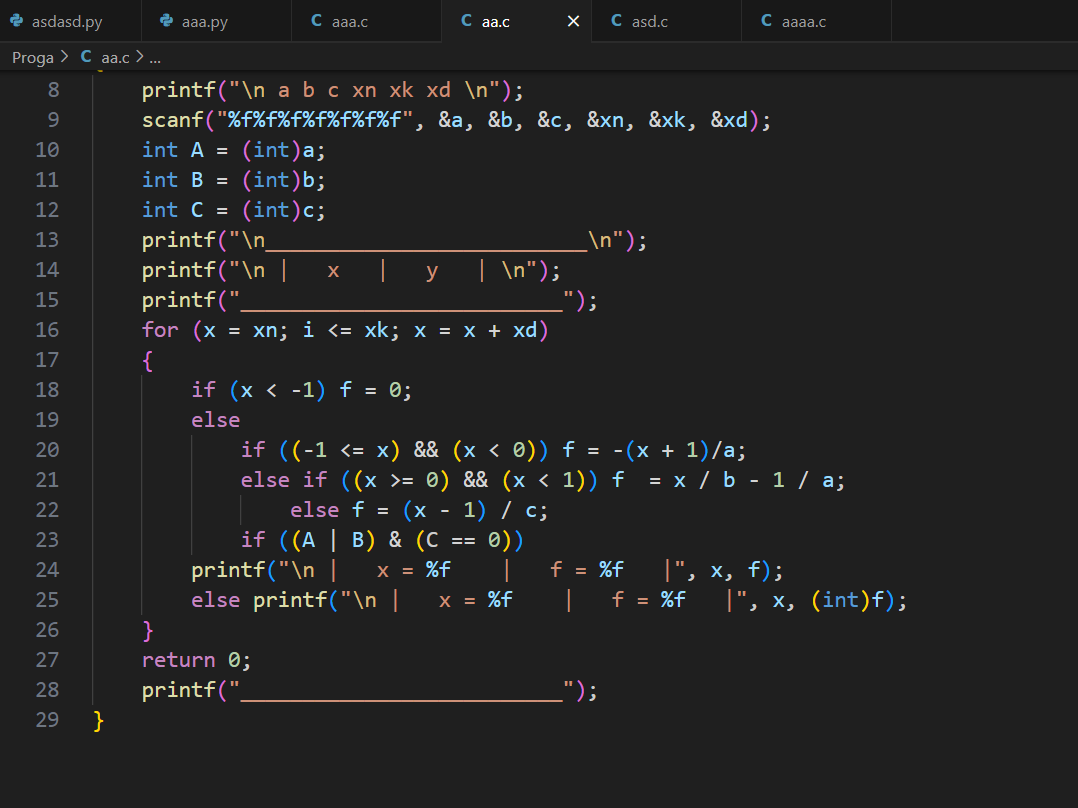 asdasd.py aaa.py C aaa.c C aa.c × C asd.c C aaaa.c
Proga > C aa.c > ...
8 printf("\n a b c xn xk xd \n");
9 scanf("%f%f%f%f%f%f%f", &a, &b, &c, &xn, &xk, &xd);
10 int A = (int)a;
11 int B = (int)b;
12 int C = (int)c;
13 printf("\n__________________________\n");
14 printf("\n |   x   |   y   | \n");
15 printf("__________________________");
16 for (x = xn; i <= xk; x = x + xd)
17 {
18 if (x < -1) f = 0;
19 else
20 if ((-1 <= x) && (x < 0)) f = -(x + 1)/a;
21 else if ((x >= 0) && (x < 1)) f  = x / b - 1 / a;
22 else f = (x - 1) / c;
23 if ((A | B) & (C == 0))
24 printf("\n |   x = %f    |   f = %f   |", x, f);
25 else printf("\n |   x = %f    |   f = %f   |", x, (int)f);
26 }
27 return 0;
28 printf("__________________________");
29 }